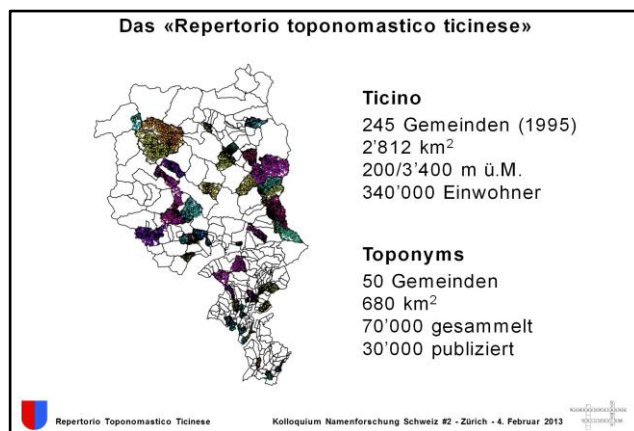 Das «Repertorio toponomastico ticinese»
Ticino
245 Gemeinden (1995)
2’812 km²
200/3’400 m ü.M.
340’000 Einwohner
Toponyms
50 Gemeinden
680 km²
70’000 gesammelt
30’000 publiziert
Repertorio Toponomastico Ticinese
Kolloquium Namenforschung Schweiz #2 - Zürich - 4. Februar 2013